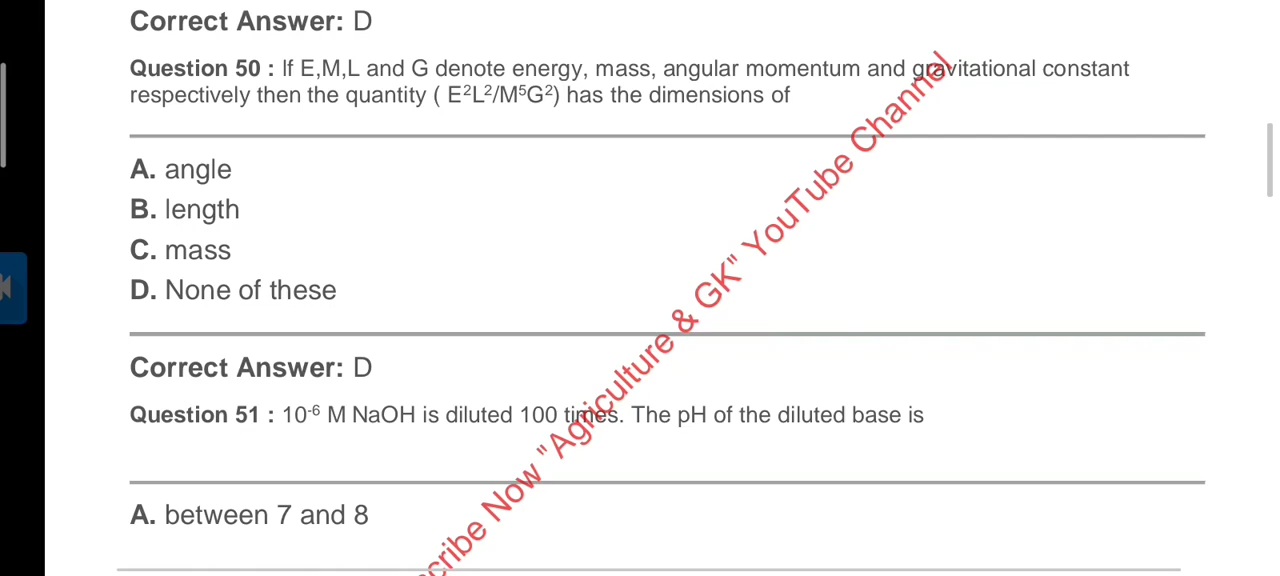 Correct Answer: D
Question 50 : If E,M,L and G denote energy, mass, angular momentum and gravitational constant
respectively then the quantity ( E²L²/M⁵G²) has the dimensions of
A. angle
B. length
C. mass
D. None of these
Correct Answer: D
Question 51 : 10⁻⁶ M NaOH is diluted 100 times. The pH of the diluted base is
A. between 7 and 8
Now "Agriculture & GK" YouTube Channel